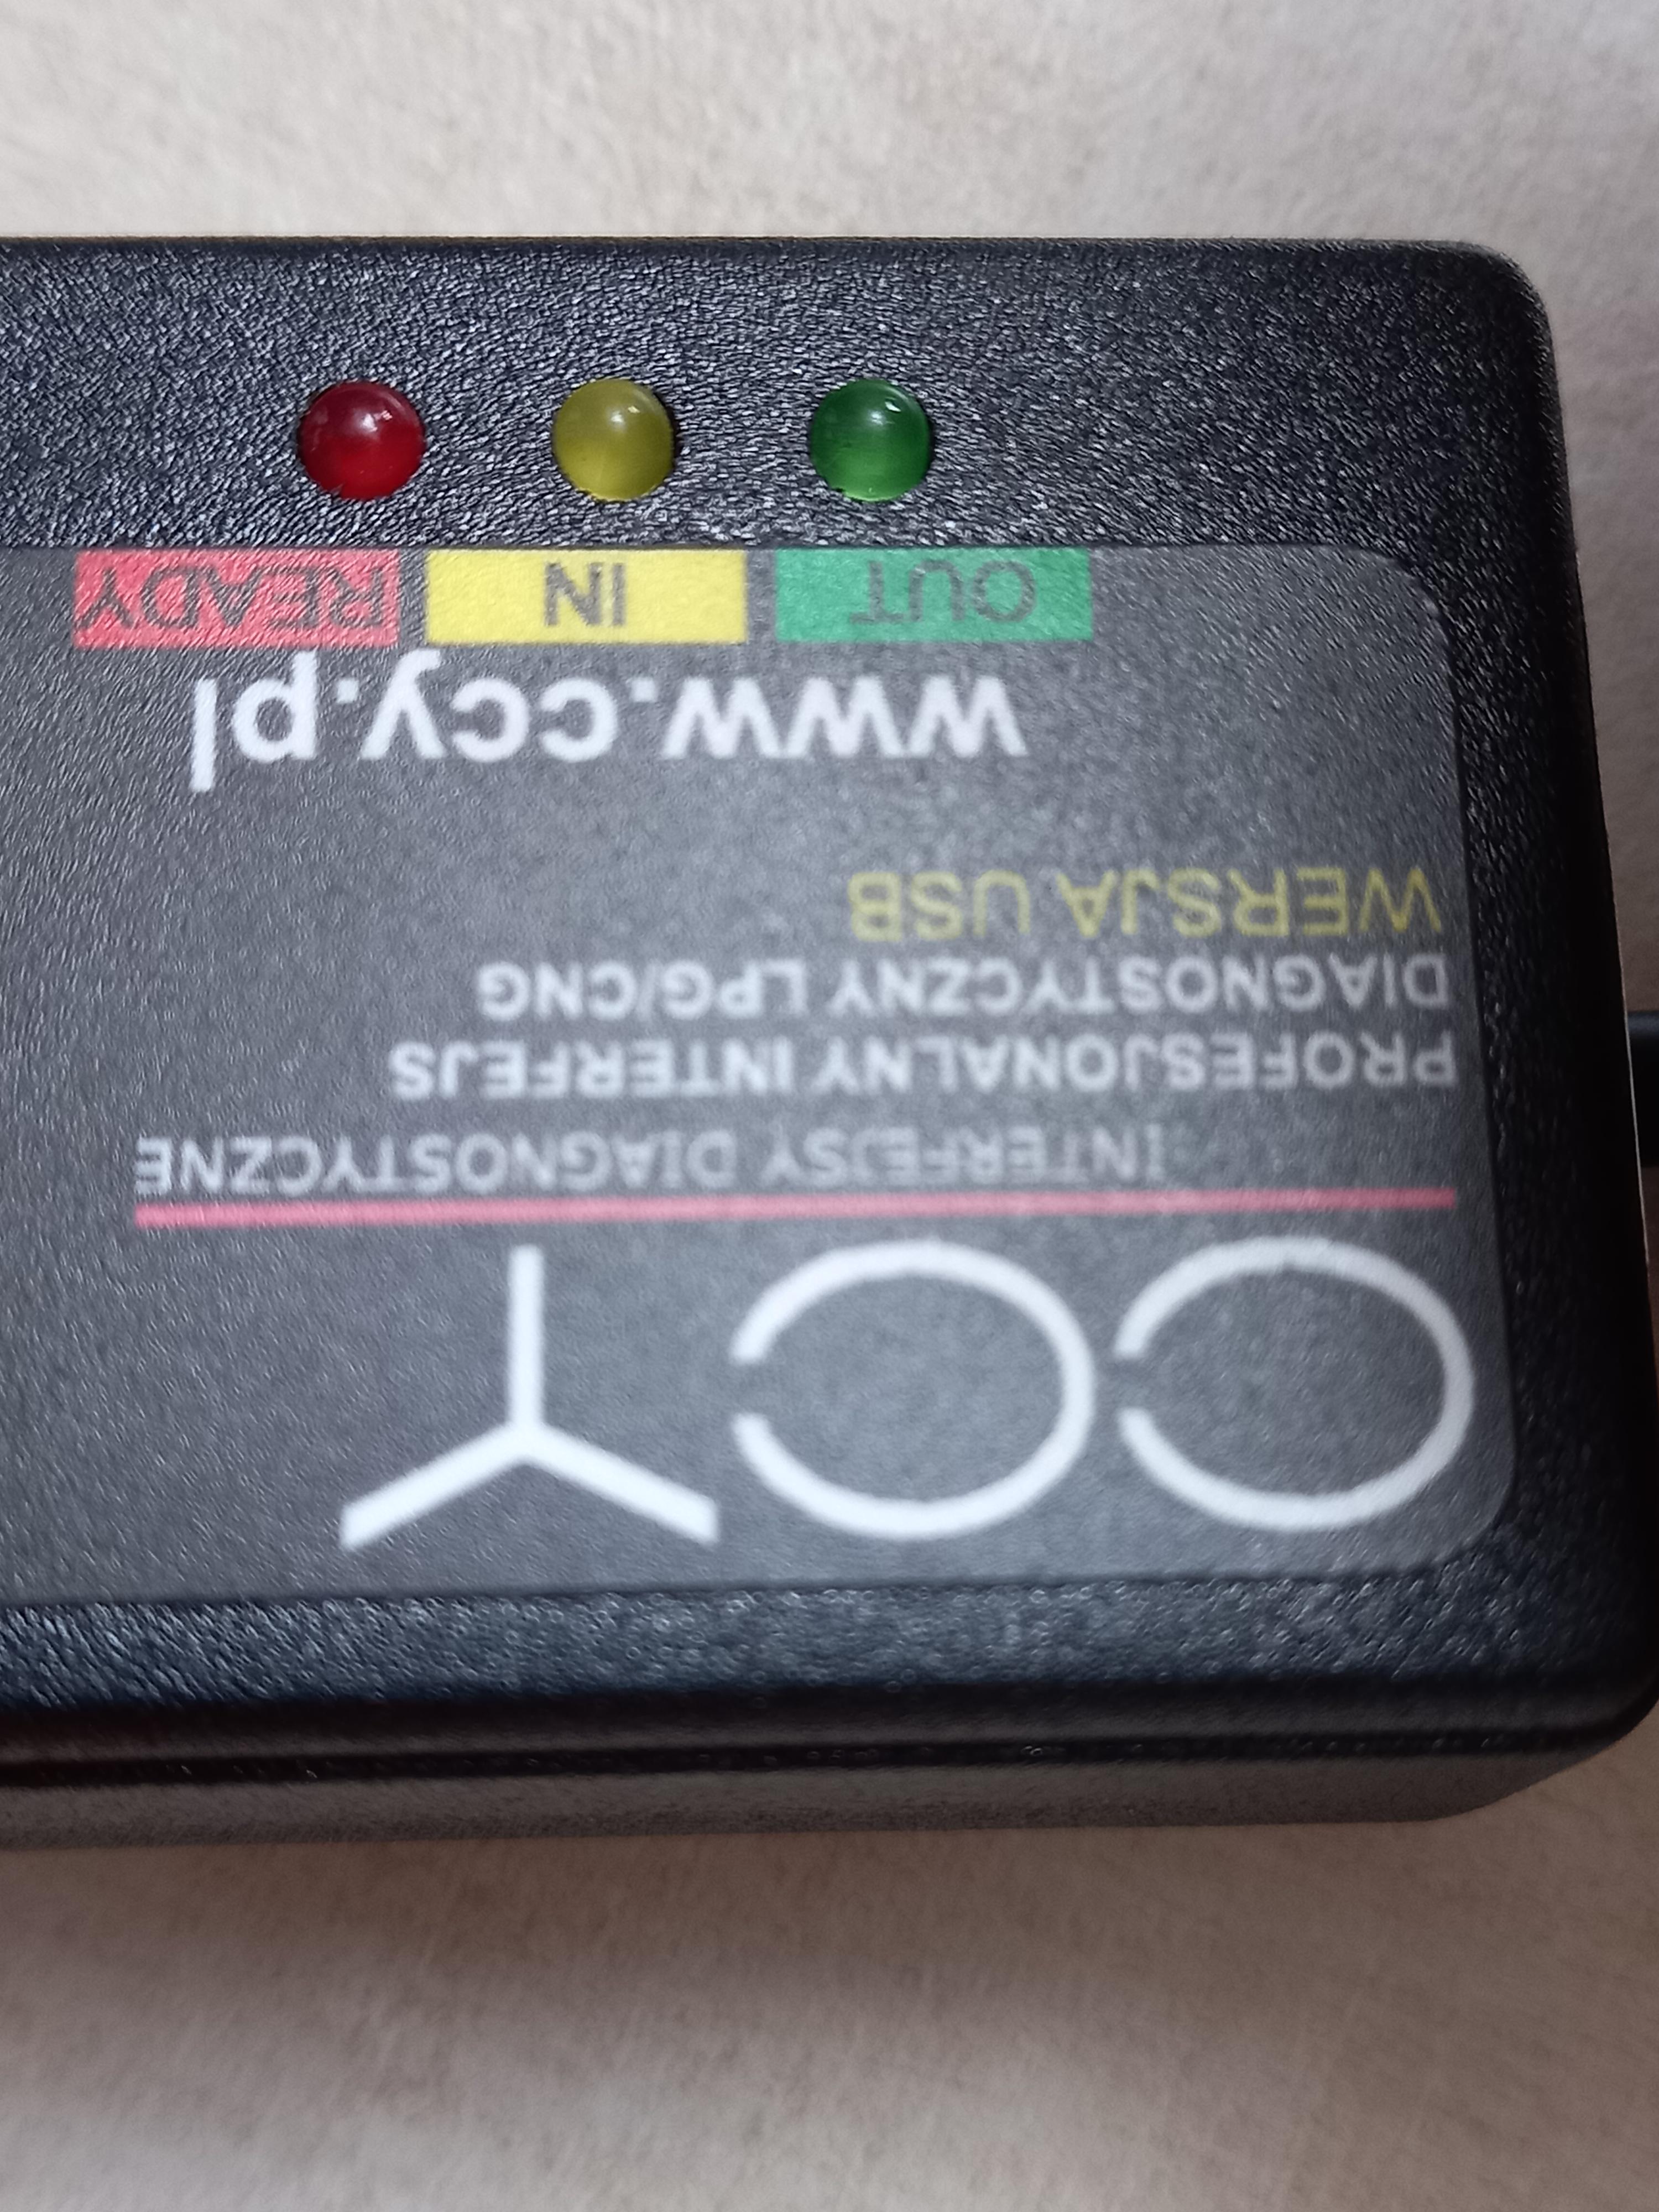 CCY
INTERFEJSY DIAGNOSTYCZNE
PROFESJONALNY INTERFEJS
DIAGNOSTYCZNY LPG/CNG
WERSJA USB
www.ccy.pl
OUT IN READY